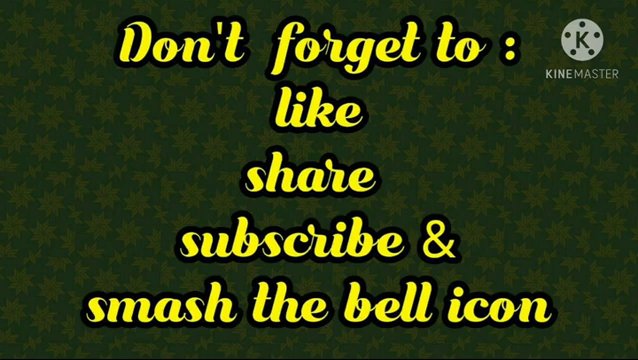 Don't forget to :
K
KINEMASTER
like
share
subscribe &
smash the bell icon